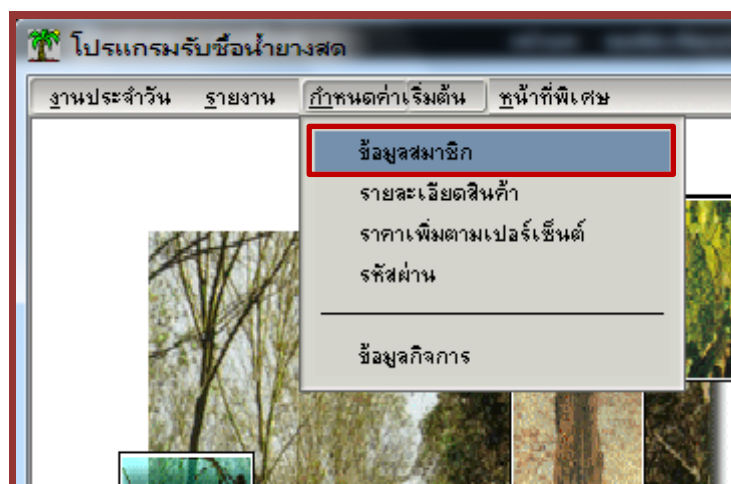 โปรแกรมรับซื้อน้ำยางสด
งานประจำวัน รายงาน กำหนดค่าเริ่มต้น หน้าที่พิเศษ
ข้อมูลสมาชิก
รายละเอียดสินค้า
ราคาเพิ่มตามเปอร์เซ็นต์
รหัสผ่าน
ข้อมูลกิจการ